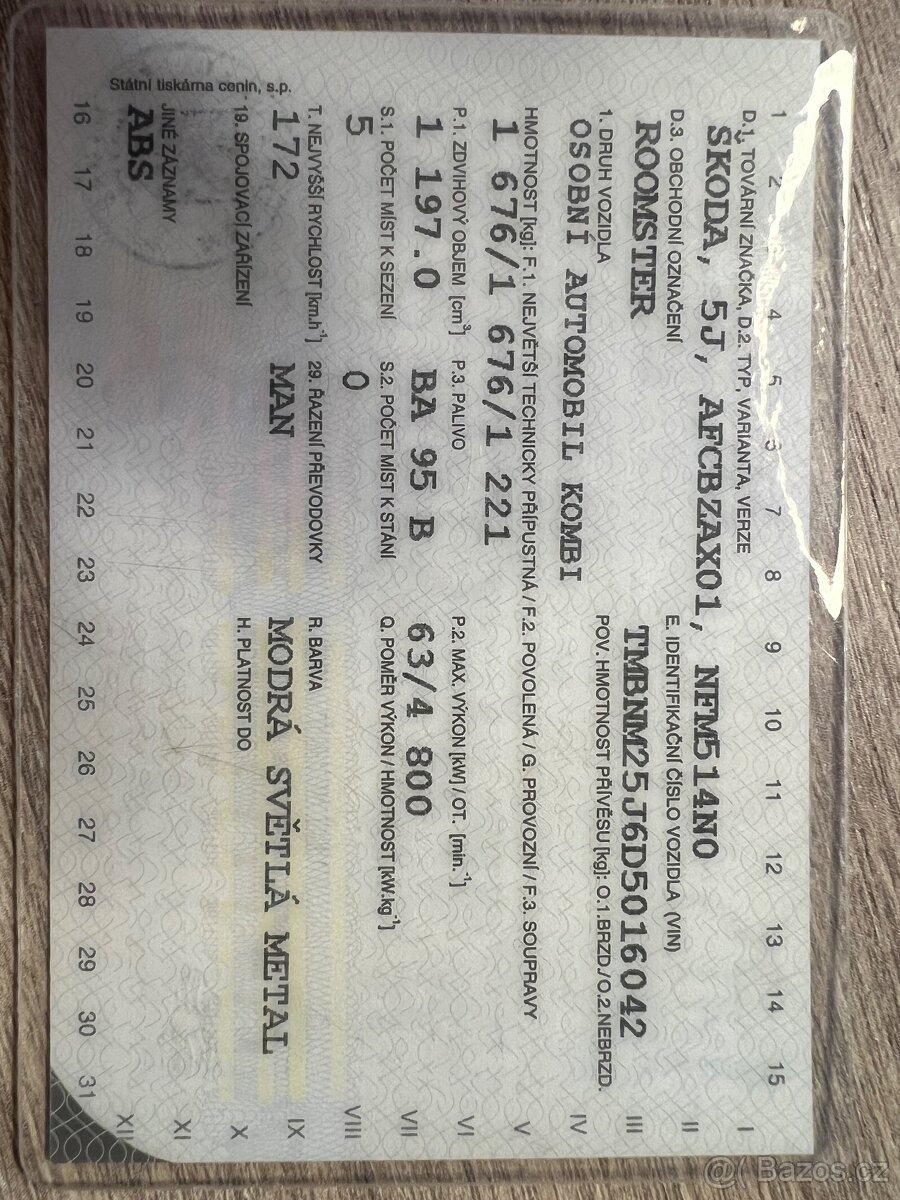 1 2 4 5 3 7 8 9 10 11 12 13 14 15
D.1. TOVÁRNÍ ZNAČKA, D.2. TYP, VARIANTA, VERZE
ŠKODA, 5J, AFCBZAX01, NFM514N0
D.3. OBCHODNÍ OZNAČENÍ E. IDENTIFIKAČNÍ ČÍSLO VOZIDLA (VIN)
ROOMSTER TMBNM25J6D5016042
1. DRUH VOZIDLA POV. HMOTNOST PŘÍVĚSU [kg]: O.1.BRZD./O.2.NEBRZD.
OSOBNÍ AUTOMOBIL KOMBI
HMOTNOST [kg]: F.1. NEJVĚTŠÍ TECHNICKY PŘÍPUSTNÁ / F.2. POVOLENÁ / G. PROVOZNÍ / F.3. SOUPRAVY
1 676/1 676/1 221
P.1. ZDVIHOVÝ OBJEM [cm³] P.3. PALIVO P.2. MAX. VÝKON [kW] / OT. [min.⁻¹]
1 197.0 BA 95 B 63/4 800
S.1. POČET MÍST K SEZENÍ S.2. POČET MÍST K STÁNÍ Q. POMĚR VÝKON / HMOTNOST [kW.kg⁻¹]
5 0
T. NEJVYŠŠÍ RYCHLOST [km.h⁻¹] 29. ŘAZENÍ PŘEVODOVKY R. BARVA
172 MAN MODRÁ SVĚTLÁ METAL
19. SPOJOVACÍ ZAŘÍZENÍ H. PLATNOST DO
JINÉ ZÁZNAMY
ABS
16 17 18 19 20 21 22 23 24 25 26 27 28 29 30 31
I II III IV V VI VII VIII IX X XI XII
Státní tiskárna cenin, s.p.
@ Bazos.cz